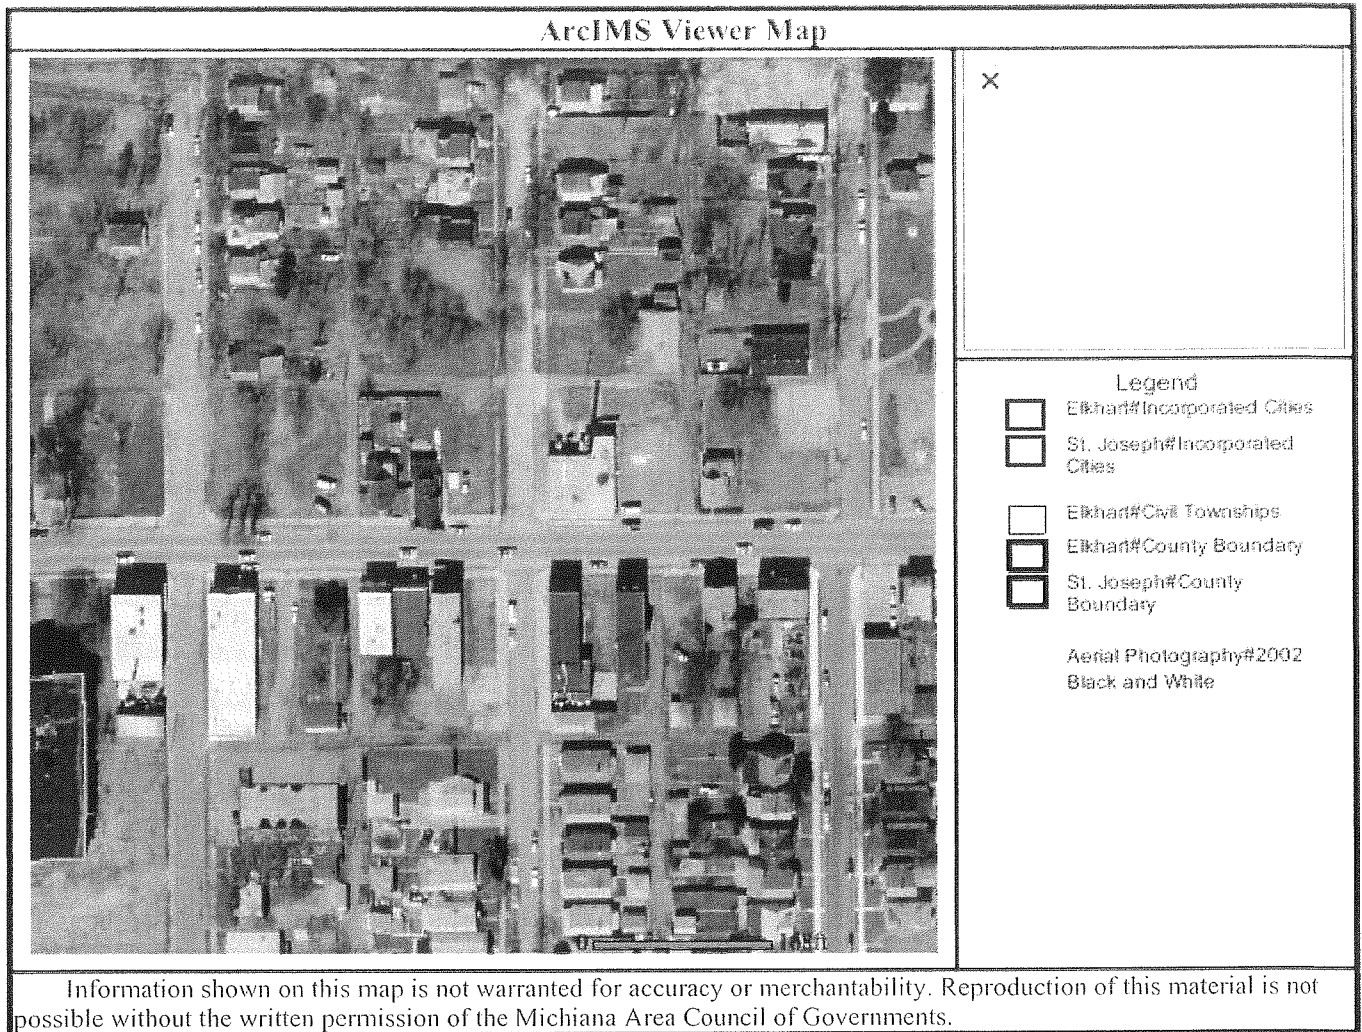 ArcIMS Viewer Map
Legend
Elkhart#Incorporated Cities
St. Joseph#Incorporated
Cities
Elkhart#Civil Townships
Elkhart#County Boundary
St. Joseph#County
Boundary
Aerial Photography#2002
Black and White
0
Information shown on this map is not warranted for accuracy or merchantability. Reproduction of this material is not
possible without the written permission of the Michiana Area Council of Governments.